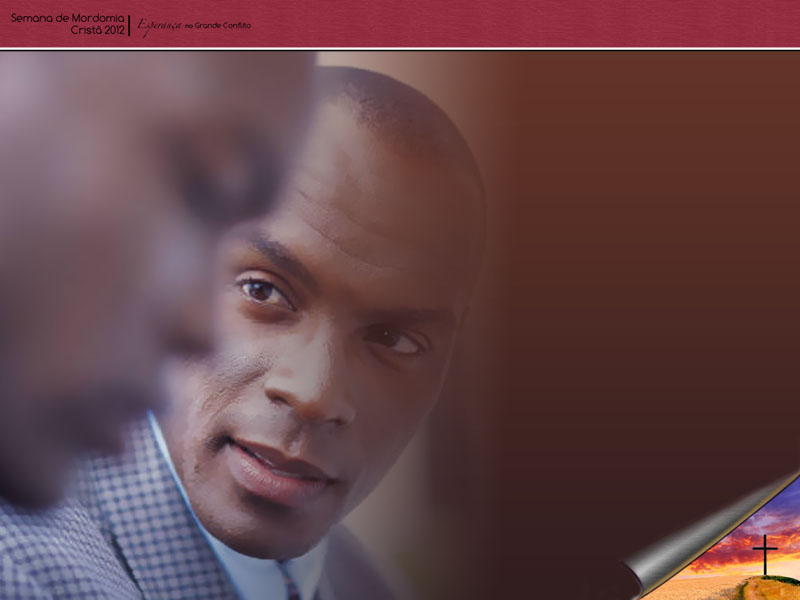 Semana de Mordomia
Cristã 2012
Esperança no Grande Conflito